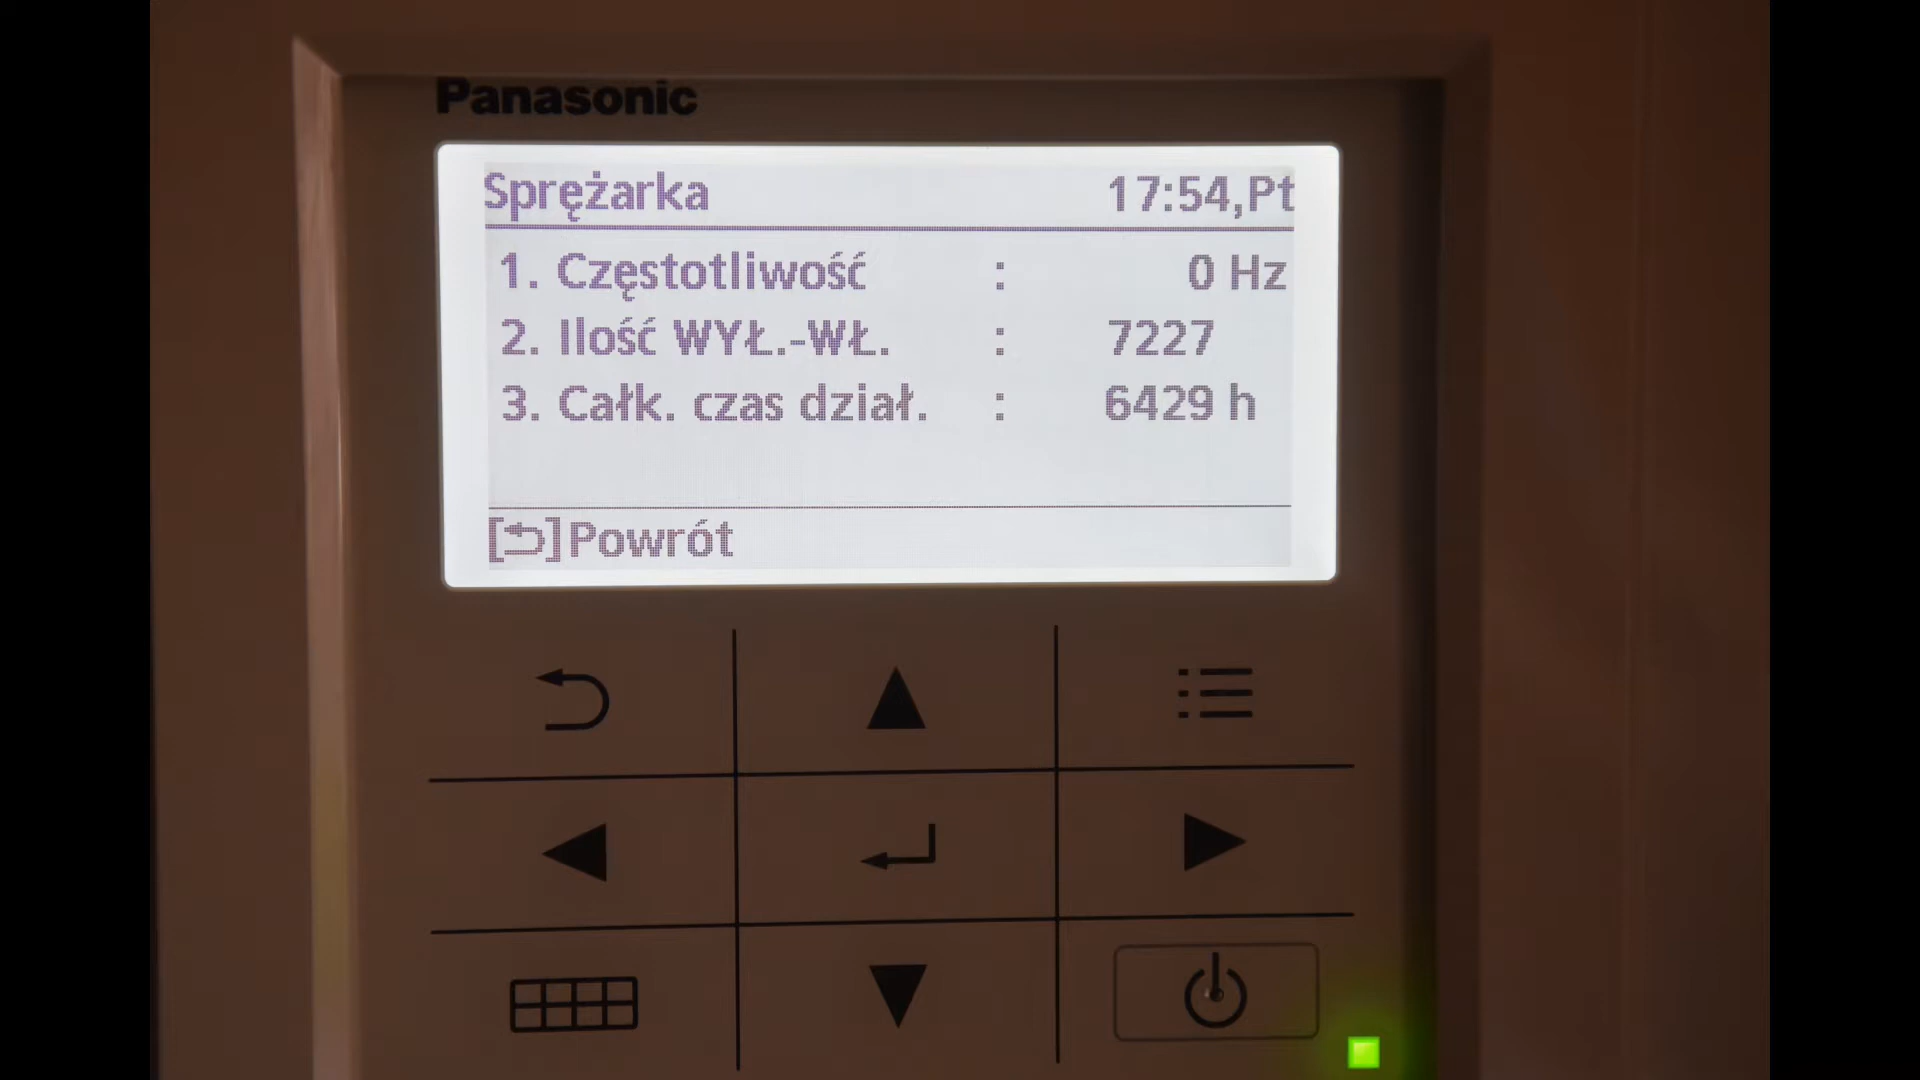 Panasonic
Sprężarka 17:54,Pt
1. Częstotliwość : 0 Hz
2. Ilość WYŁ.-WŁ. : 7227
3. Całk. czas dział. : 6429 h
[⮌]Powrót